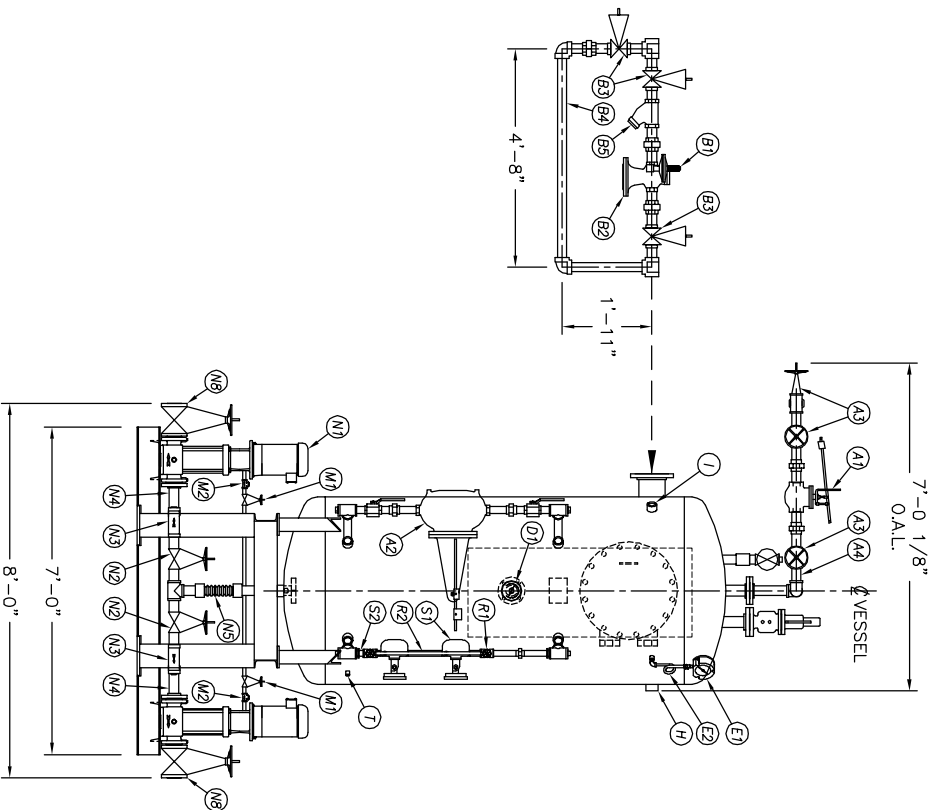 B3
B4
B5
B1
B2
B3
4'-8"
1'-11"
7'-0 1/8"
O.A.L.
A3
A1
A3
A4
℄ VESSEL
I
A2
D1
S2
R2
S1
R1
T
H
E2
E1
N8
N1
M2
M1
N4
N3
N2
N5
N2
N3
N4
M1
M2
N8
7'-0"
8'-0"